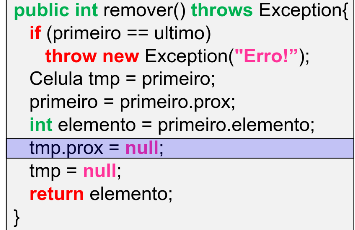 public int remover() throws Exception{
if (primeiro == ultimo)
throw new Exception("Erro!”);
Celula tmp = primeiro;
primeiro = primeiro.prox;
int elemento = primeiro.elemento;
tmp.prox = null;
tmp = null;
return elemento;
}